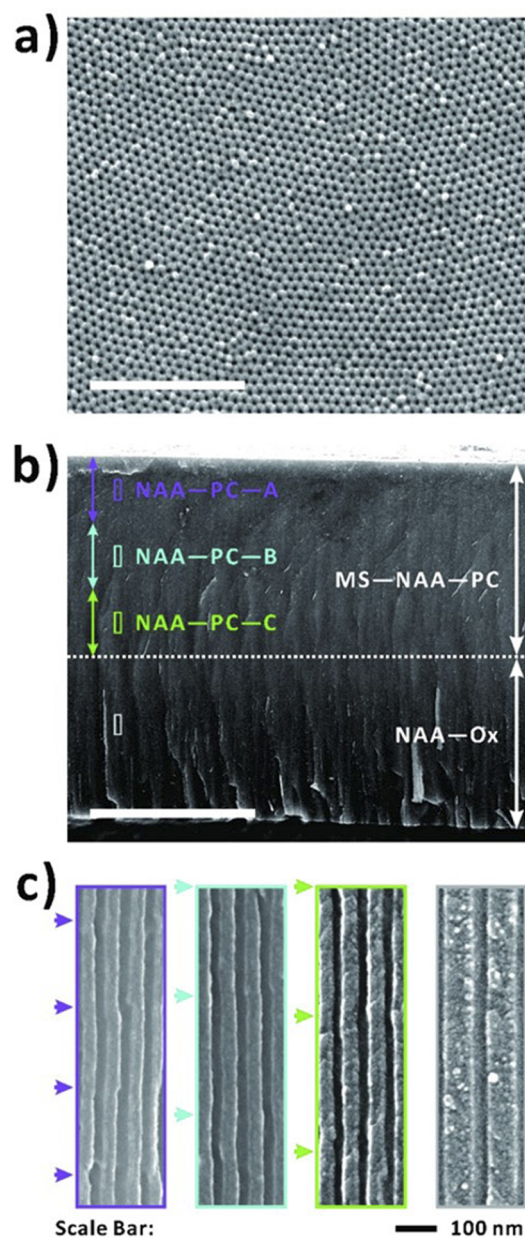 a)
b)
NAA—PC—A
NAA—PC—B
MS—NAA—PC
NAA—PC—C
NAA—Ox
c)
Scale Bar:
100 nm